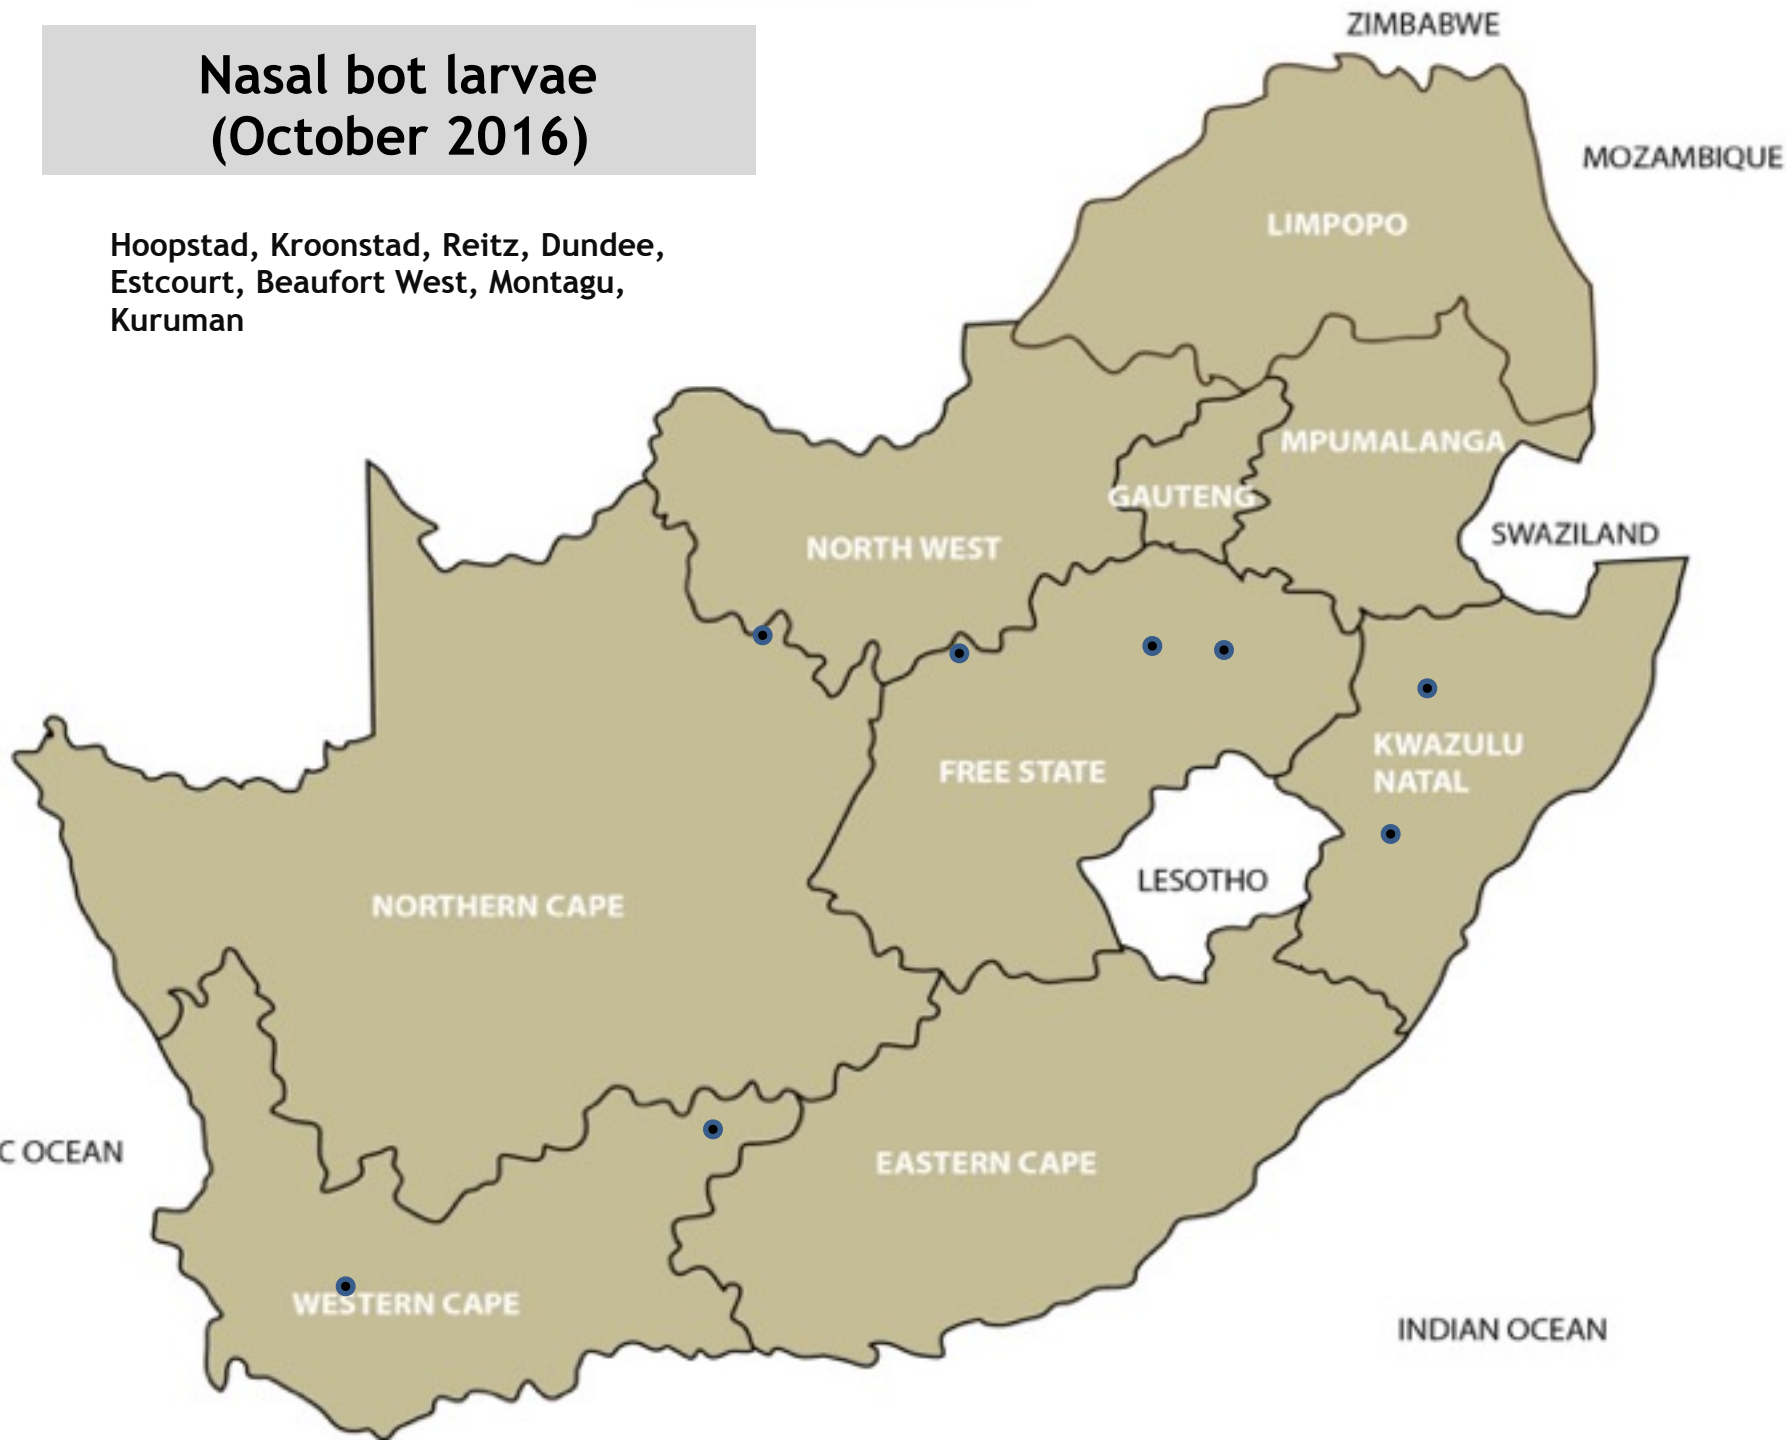 Nasal bot larvae
(October 2016)
Hoopstad, Kroonstad, Reitz, Dundee,
Estcourt, Beaufort West, Montagu,
Kuruman
ZIMBABWE
MOZAMBIQUE
LIMPOPO
MPUMALANGA
GAUTENG
SWAZILAND
NORTH WEST
KWAZULU
NATAL
FREE STATE
LESOTHO
NORTHERN CAPE
C OCEAN
EASTERN CAPE
WESTERN CAPE
INDIAN OCEAN